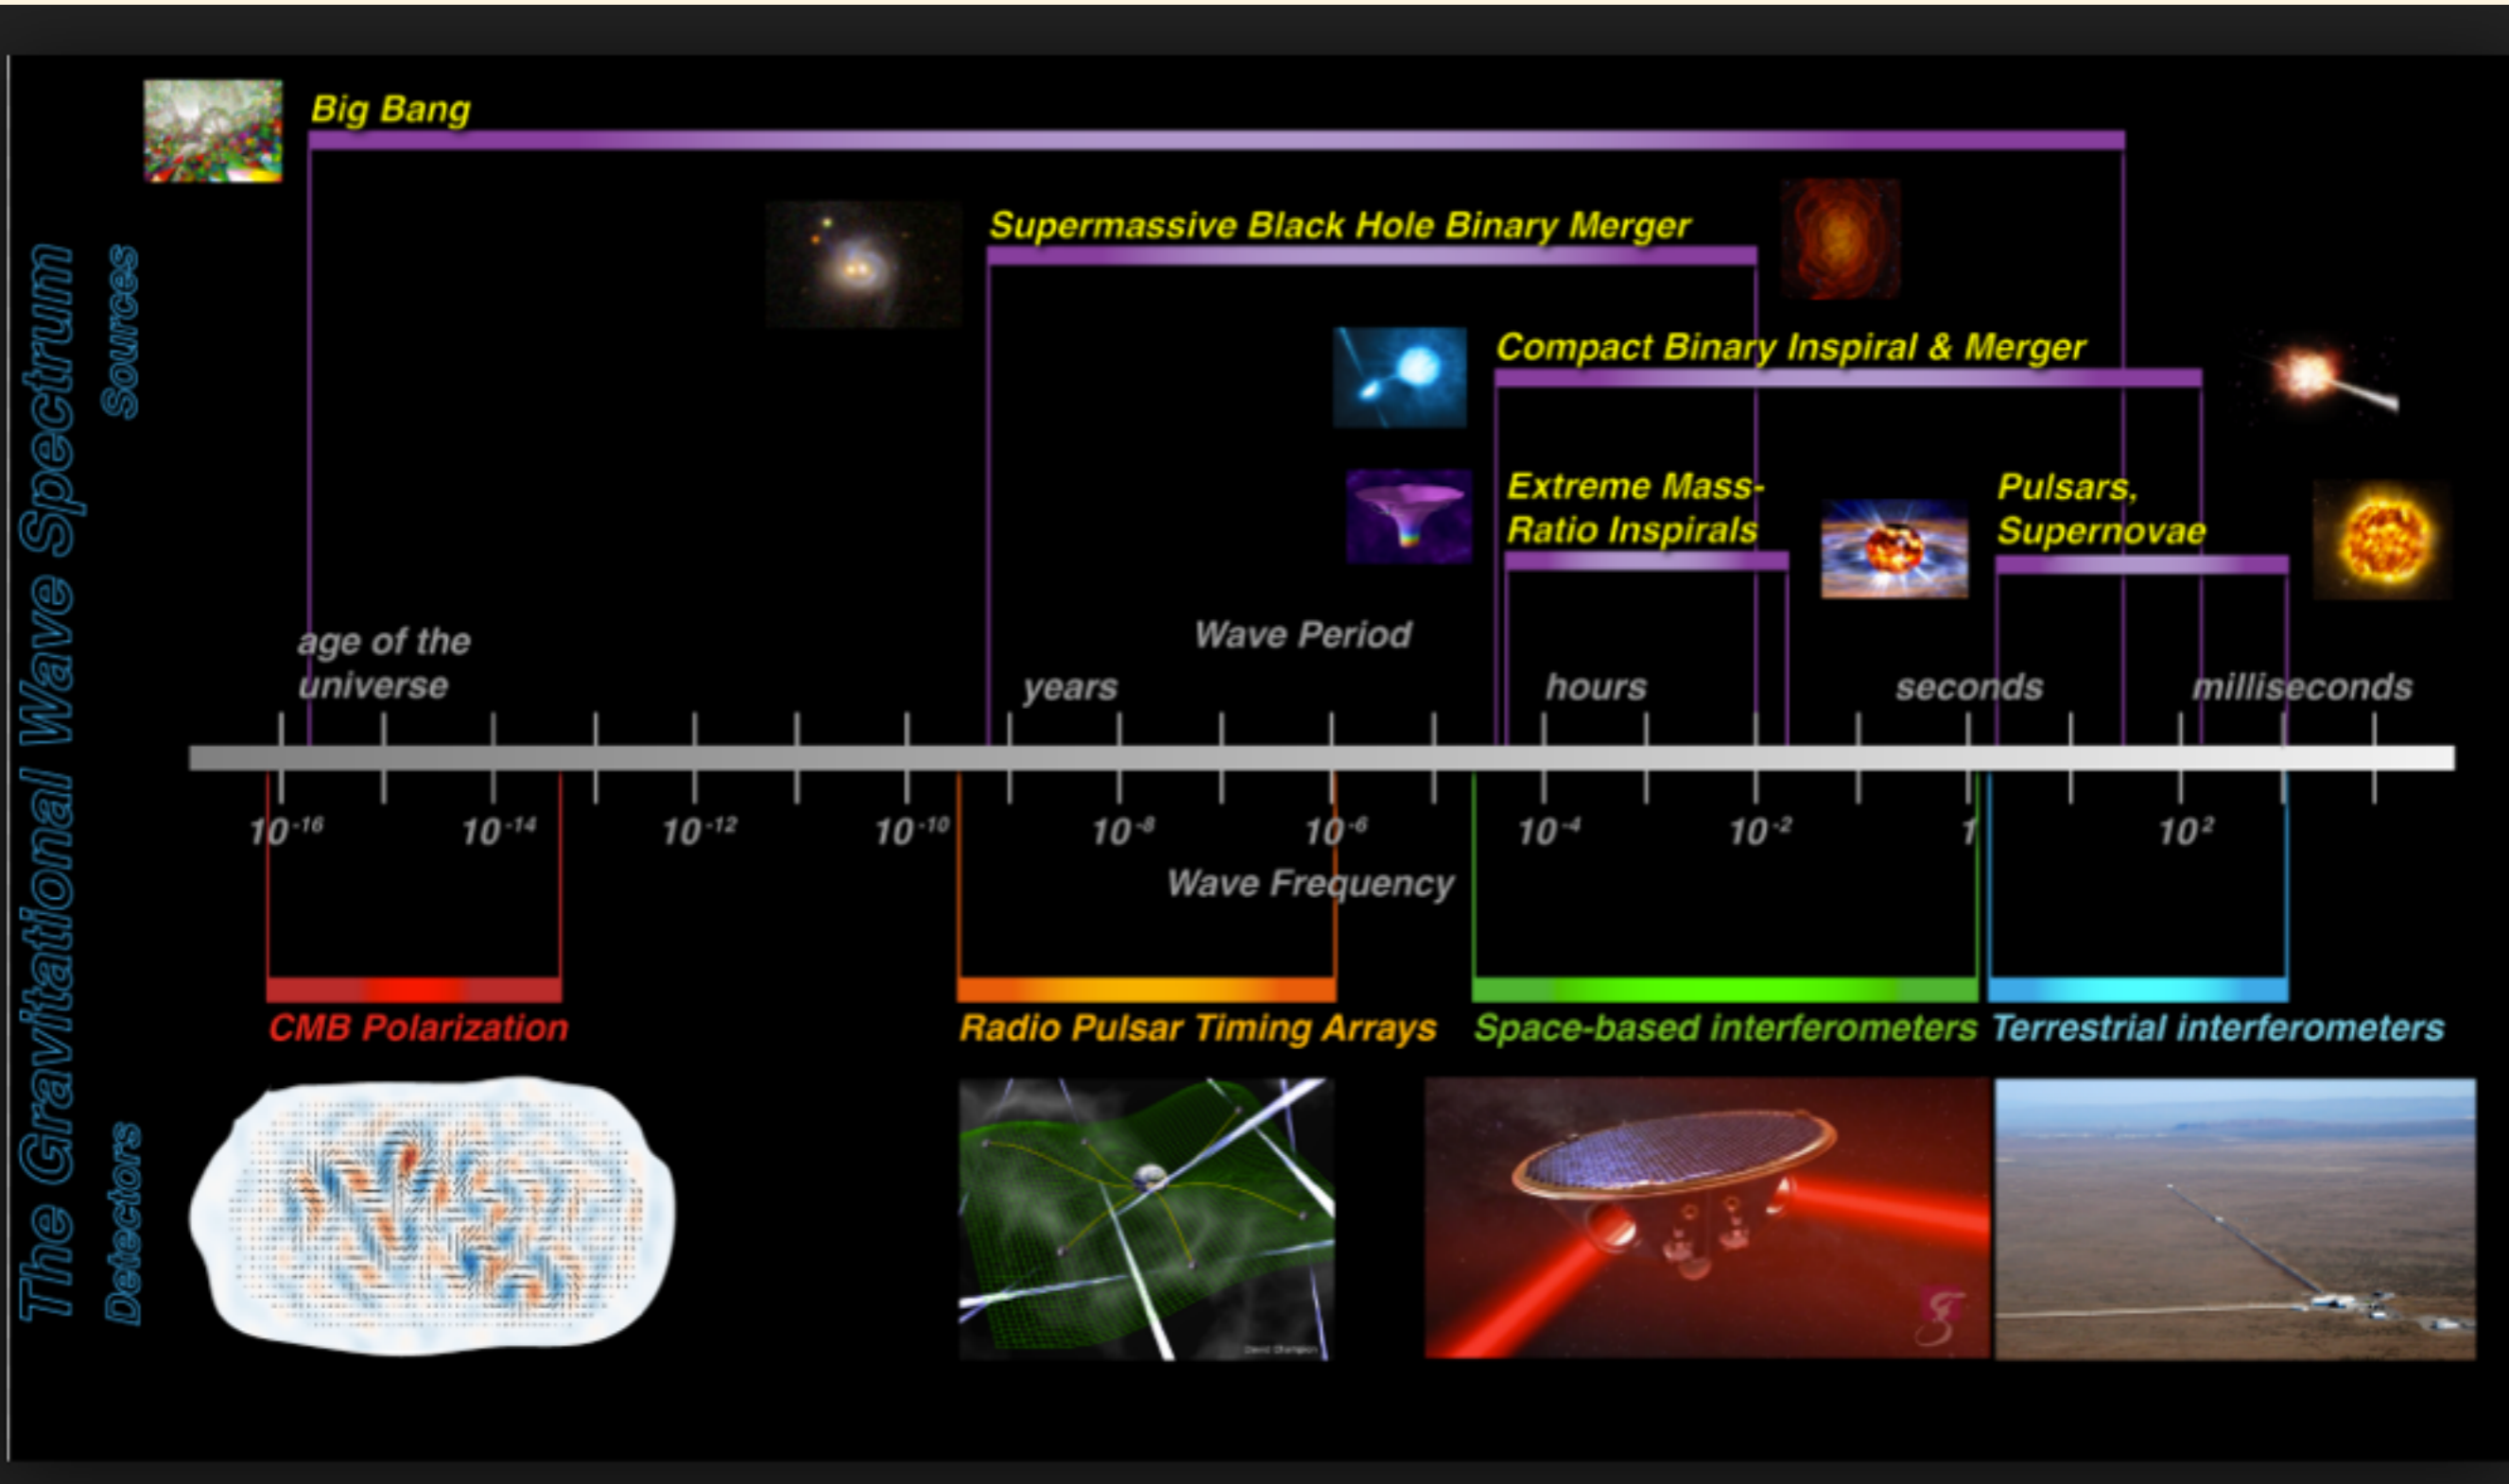 The Gravitational Wave Spectrum
Sources
Big Bang
Supermassive Black Hole Binary Merger
Compact Binary Inspiral & Merger
Extreme Mass-
Ratio Inspirals
Pulsars,
Supernovae
age of the
universe
Wave Period
years
hours
seconds
milliseconds
10⁻¹⁶
10⁻¹⁴
10⁻¹²
10⁻¹⁰
10⁻⁸
10⁻⁶
10⁻⁴
10⁻²
1
10²
Wave Frequency
Detectors
CMB Polarization
Radio Pulsar Timing Arrays
Space-based interferometers
Terrestrial interferometers
David Champion